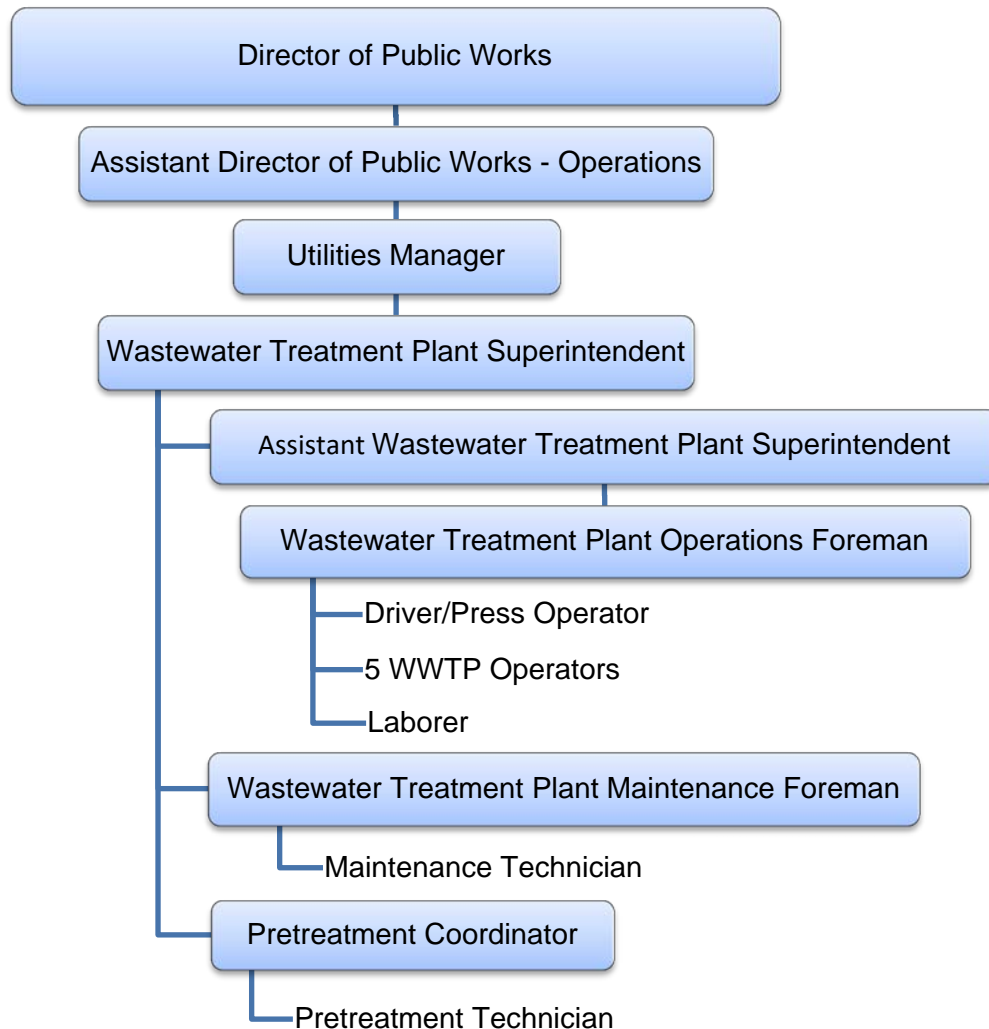 Director of Public Works
Assistant Director of Public Works - Operations
Utilities Manager
Wastewater Treatment Plant Superintendent
Assistant Wastewater Treatment Plant Superintendent
Wastewater Treatment Plant Operations Foreman
Driver/Press Operator
5 WWTP Operators
Laborer
Wastewater Treatment Plant Maintenance Foreman
Maintenance Technician
Pretreatment Coordinator
Pretreatment Technician